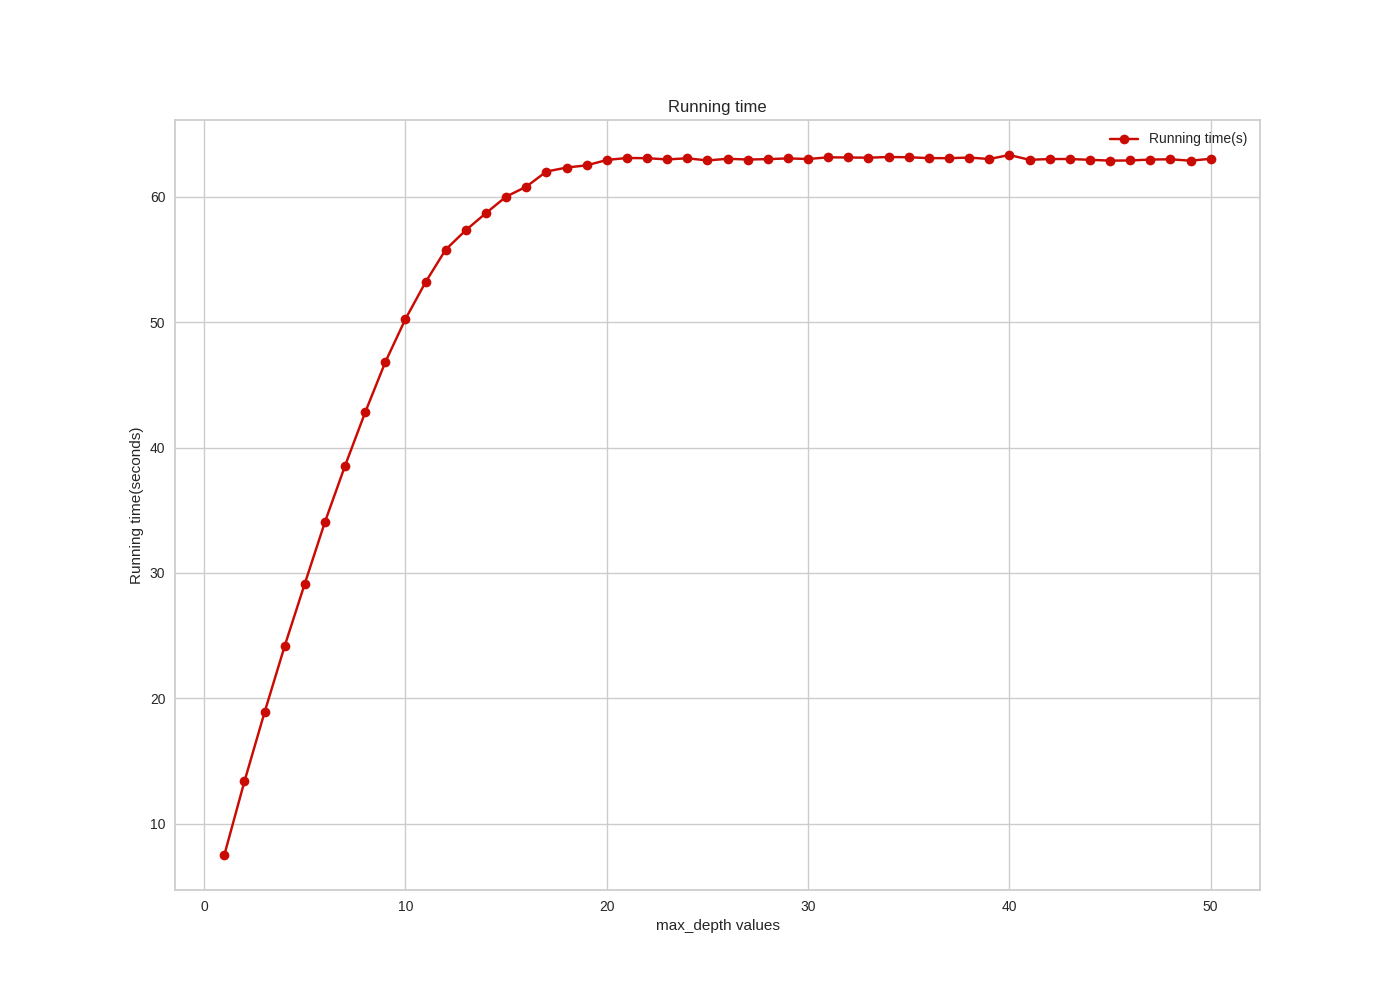 Running time
Running time(s)
60
50
40
30
20
10
Running time(seconds)
0 10 20 30 40 50
max_depth values